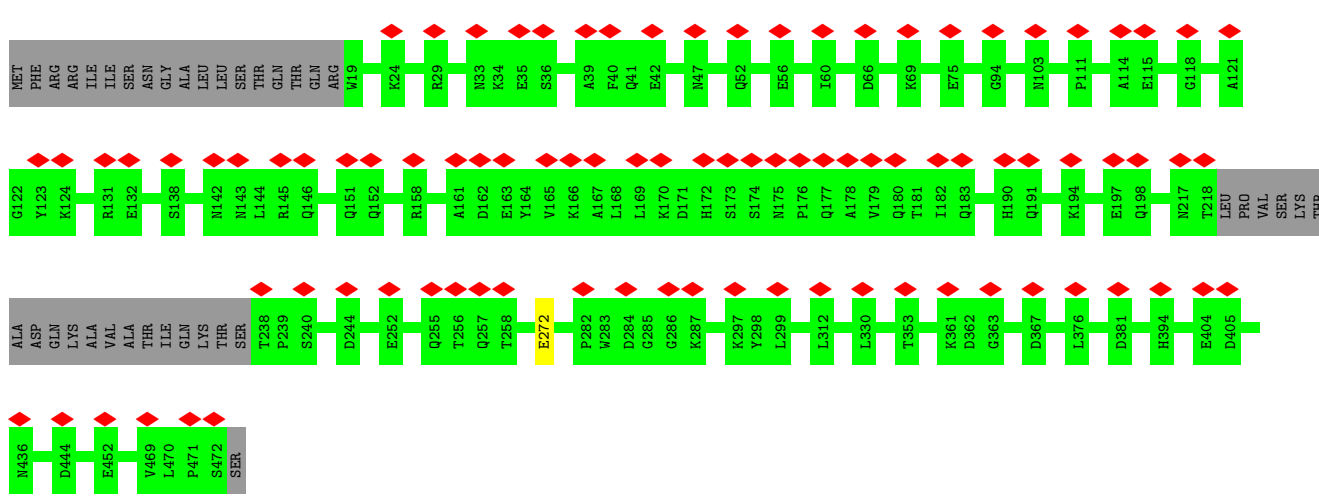 MET PHE ARG ARG ILE ILE SER ASN GLY ALA LEU LEU SER THR GLN THR GLN ARG W19 K24 R29 N33 K34 E35 S36 A39 F40 Q41 E42 N47 Q52 E56 I60 D66 K69 E75 G94 N103 P111 A114 E115 G118 A121
G122 Y123 K124 R131 E132 S138 N142 N143 L144 R145 Q146 Q151 Q152 R158 A161 D162 E163 Y164 V165 K166 A167 L168 L169 K170 D171 H172 S173 S174 N175 P176 Q177 A178 V179 Q180 T181 I182 Q183 H190 Q191 K194 E197 Q198 N217 T218 LEU PRO VAL SER LYS THR
ALA ASP GLN LYS ALA VAL ALA THR ILE GLN LYS THR SER T238 P239 S240 D244 E252 Q255 T256 Q257 T258 E272 P282 W283 D284 G285 G286 K287 K297 Y298 L299 L312 L330 T353 K361 D362 G363 D367 L376 D381 H394 E404 D405
N436 D444 E452 V469 L470 P471 S472 SER